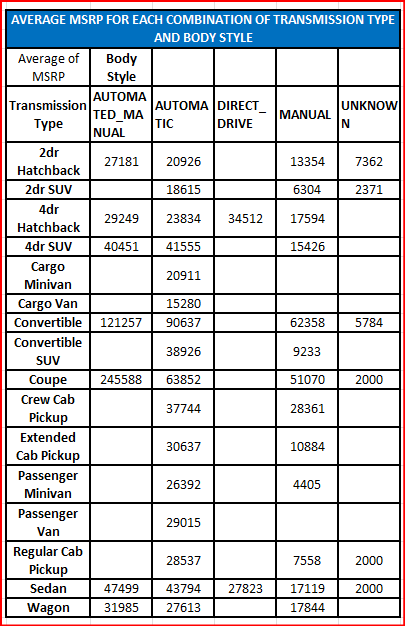 AVERAGE MSRP FOR EACH COMBINATION OF TRANSMISSION TYPE
AND BODY STYLE
Average of MSRP Body Style
Transmission Type AUTOMATED_MANUAL AUTOMATIC DIRECT_DRIVE MANUAL UNKNOWN
2dr Hatchback 27181 20926 13354 7362
2dr SUV 18615 6304 2371
4dr Hatchback 29249 23834 34512 17594
4dr SUV 40451 41555 15426
Cargo Minivan 20911
Cargo Van 15280
Convertible 121257 90637 62358 5784
Convertible SUV 38926 9233
Coupe 245588 63852 51070 2000
Crew Cab Pickup 37744 28361
Extended Cab Pickup 30637 10884
Passenger Minivan 26392 4405
Passenger Van 29015
Regular Cab Pickup 28537 7558 2000
Sedan 47499 43794 27823 17119 2000
Wagon 31985 27613 17844